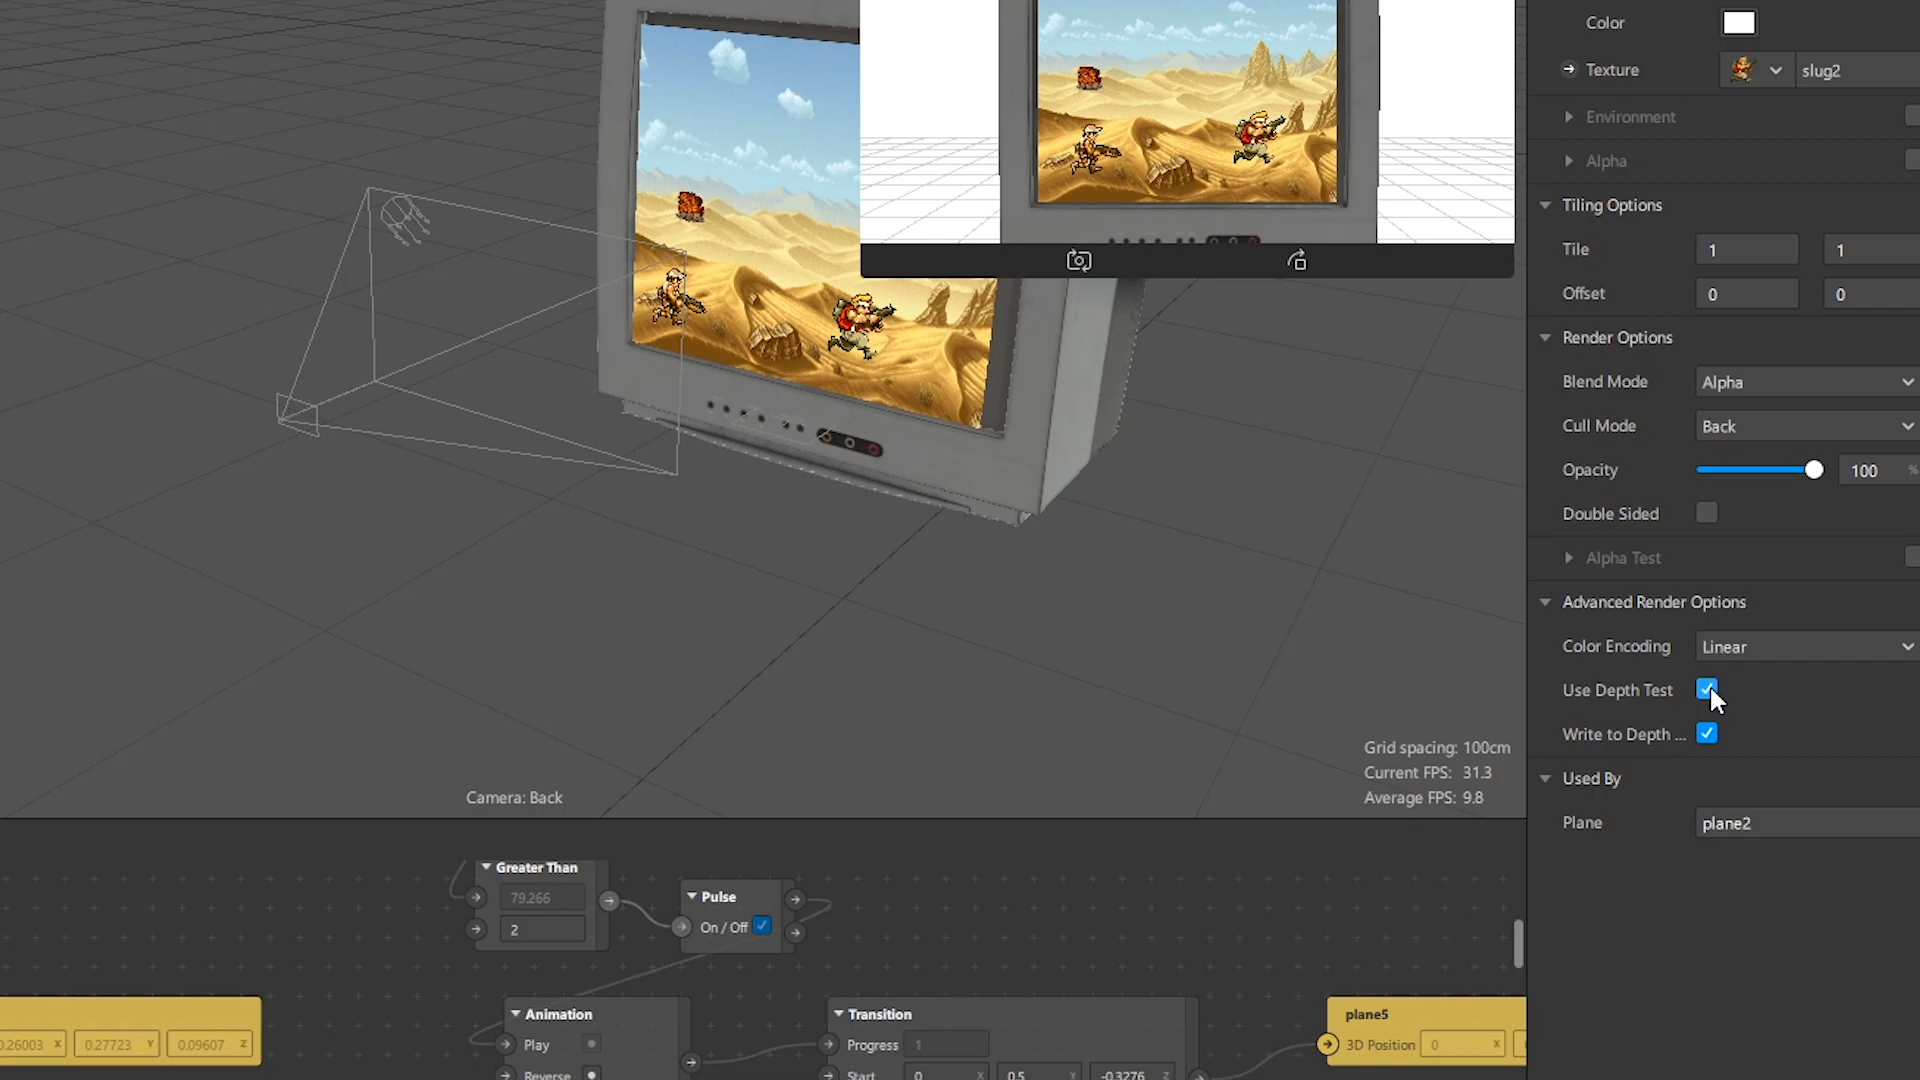 Color
Texture
slug2
Environment
Alpha
Tiling Options
Tile 1 1
Offset 0 0
Render Options
Blend Mode Alpha
Cull Mode Back
Opacity 100 %
Double Sided
Alpha Test
Advanced Render Options
Color Encoding Linear
Use Depth Test
Write to Depth ...
Used By
Plane plane2
Grid spacing: 100cm
Current FPS: 31.3
Average FPS: 9.8
Camera: Back
Greater Than
79.266
2
Pulse
On / Off
0.26003 X 0.27723 Y 0.09607 Z
Animation
Play
Reverse
Transition
Progress 1
Start 0 X 0.5 Y -0.3276 Z
plane5
3D Position 0 X